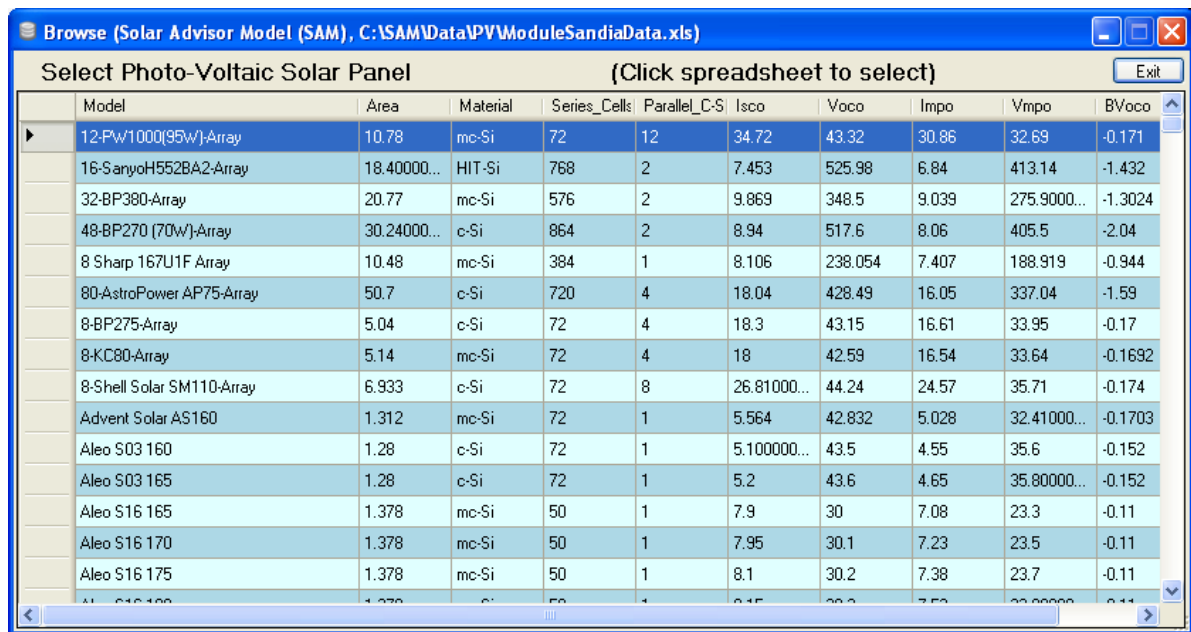 Browse (Solar Advisor Model (SAM), C:\SAM\Data\PV\ModuleSandiaData.xls)
Select Photo-Voltaic Solar Panel (Click spreadsheet to select) Exit
Model Area Material Series_Cells Parallel_C-S Isco Voco Impo Vmpo BVoco
12-PW1000(95W)-Array 10.78 mc-Si 72 12 34.72 43.32 30.86 32.69 -0.171
16-SanyoH552BA2-Array 18.40000... HIT-Si 768 2 7.453 525.98 6.84 413.14 -1.432
32-BP380-Array 20.77 mc-Si 576 2 9.869 348.5 9.039 275.9000... -1.3024
48-BP270 (70W)-Array 30.24000... c-Si 864 2 8.94 517.6 8.06 405.5 -2.04
8 Sharp 167U1F Array 10.48 mc-Si 384 1 8.106 238.054 7.407 188.919 -0.944
80-AstroPower AP75-Array 50.7 c-Si 720 4 18.04 428.49 16.05 337.04 -1.59
8-BP275-Array 5.04 c-Si 72 4 18.3 43.15 16.61 33.95 -0.17
8-KC80-Array 5.14 mc-Si 72 4 18 42.59 16.54 33.64 -0.1692
8-Shell Solar SM110-Array 6.933 c-Si 72 8 26.81000... 44.24 24.57 35.71 -0.174
Advent Solar AS160 1.312 mc-Si 72 1 5.564 42.832 5.028 32.41000... -0.1703
Aleo S03 160 1.28 c-Si 72 1 5.100000... 43.5 4.55 35.6 -0.152
Aleo S03 165 1.28 c-Si 72 1 5.2 43.6 4.65 35.80000... -0.152
Aleo S16 165 1.378 mc-Si 50 1 7.9 30 7.08 23.3 -0.11
Aleo S16 170 1.378 mc-Si 50 1 7.95 30.1 7.23 23.5 -0.11
Aleo S16 175 1.378 mc-Si 50 1 8.1 30.2 7.38 23.7 -0.11